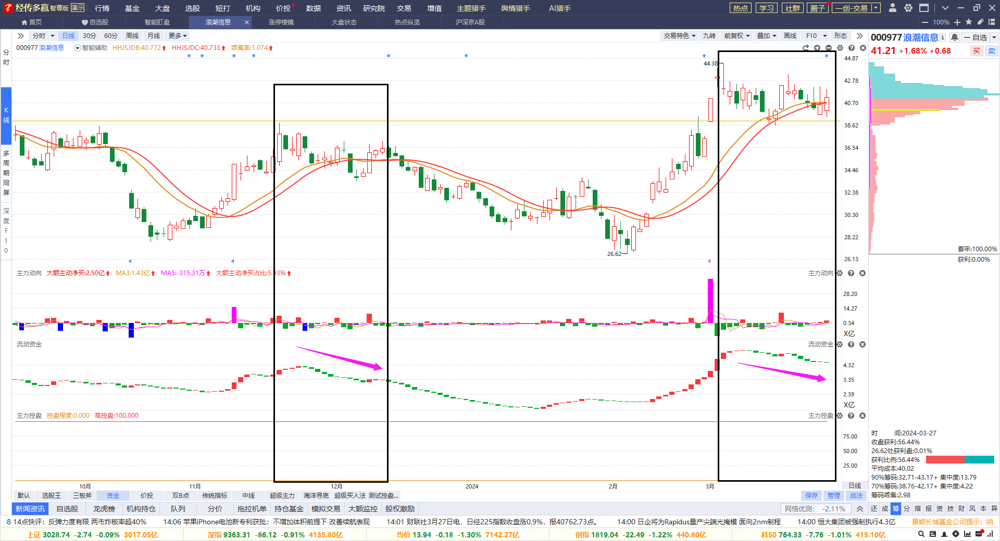 经传多赢 智尊版 演示 行情 基金 大盘 选股 短打 机构 价投 数据 资讯 研究院 交易 增值 主题猎手 舆情猎手 AI猎手 热点 学习 社群 圈子 一创-交易
首页 自选股 智能盯盘 浪潮信息 涨停棱镜 大盘状态 热点纵览 沪深京A股 100%
分时 日线 30分 60分 周线 月线 更多 交易特色 九转 前复权 叠加 画线 F10 形态
000977浪潮信息 自选
000977 浪潮信息 智能辅助 HHJSJDB:40.772 HHJSJDC:40.733 乖离率:1.074
41.21 +1.68% +0.68 买 卖
分时
K线
多周期同屏
深度F10
44.87
42.78
40.70
38.62
36.54
34.46
32.38
30.30
28.22
26.13
44.38
26.62
套牢:100.00%
获利:0.00%
主力动向 大额主动净买:2.50亿 MA3:1.43亿 MA5:-315.31万 大额主动净买占比:5.93% 主力动向
28.20
14.27
0.34
X亿
流动资金 流动资金
4.32
3.35
2.39
X亿
主力控盘 控盘程度:0.000 高控盘:100.000 主力控盘
75.00
50.00
25.00
时 间:2024-03-27
收盘获利:56.44%
26.62处获利盘:0.01%
获利比例:56.44%
平均成本:40.02
90%筹码:32.71-43.17+ 集中度:13.79
70%筹码:38.76-42.17+ 集中度:4.22
筹码乖离:2.98
10月 11月 12月 2024 2月 3月 日线
默认 选股王 三板斧 资金 价投 双B点 传统指标 中线 超级主力 海洋寻底 超级买入法 测试控盘... 保存 管理 战法
新闻资讯 自选股 龙虎榜 机构持仓 队列 分价 拖拉机单 持仓基金 模拟交易 大额监控 股权激励 网格优测: -2.11% 还 成 筹 分 指 报 资 技 财 风 本 异
14点快评：反弹力度有限 两市炸板率超40% 14:06 苹果iPhone电池新专利获批：不增加体积前提下 改善续航表现 14:01 财联社3月27日电，日经225指数收盘涨0.9%，报40762.73点。 14:00 日企将为Rapidus量产尖端光掩模 面向2nm制程 14:00 恒大集团被强制执行4.3亿 景顺长城基金公司提示：纳
上证 3028.74 -2.74 -0.09% 3017.05亿 深指 9363.31 -86.12 -0.91% 4135.80亿 均价 13.94 -0.18 -1.30% 7142.27亿 创指 1819.04 -22.49 -1.22% 440.80亿 科50 764.33 -7.76 -1.01% 415.10亿